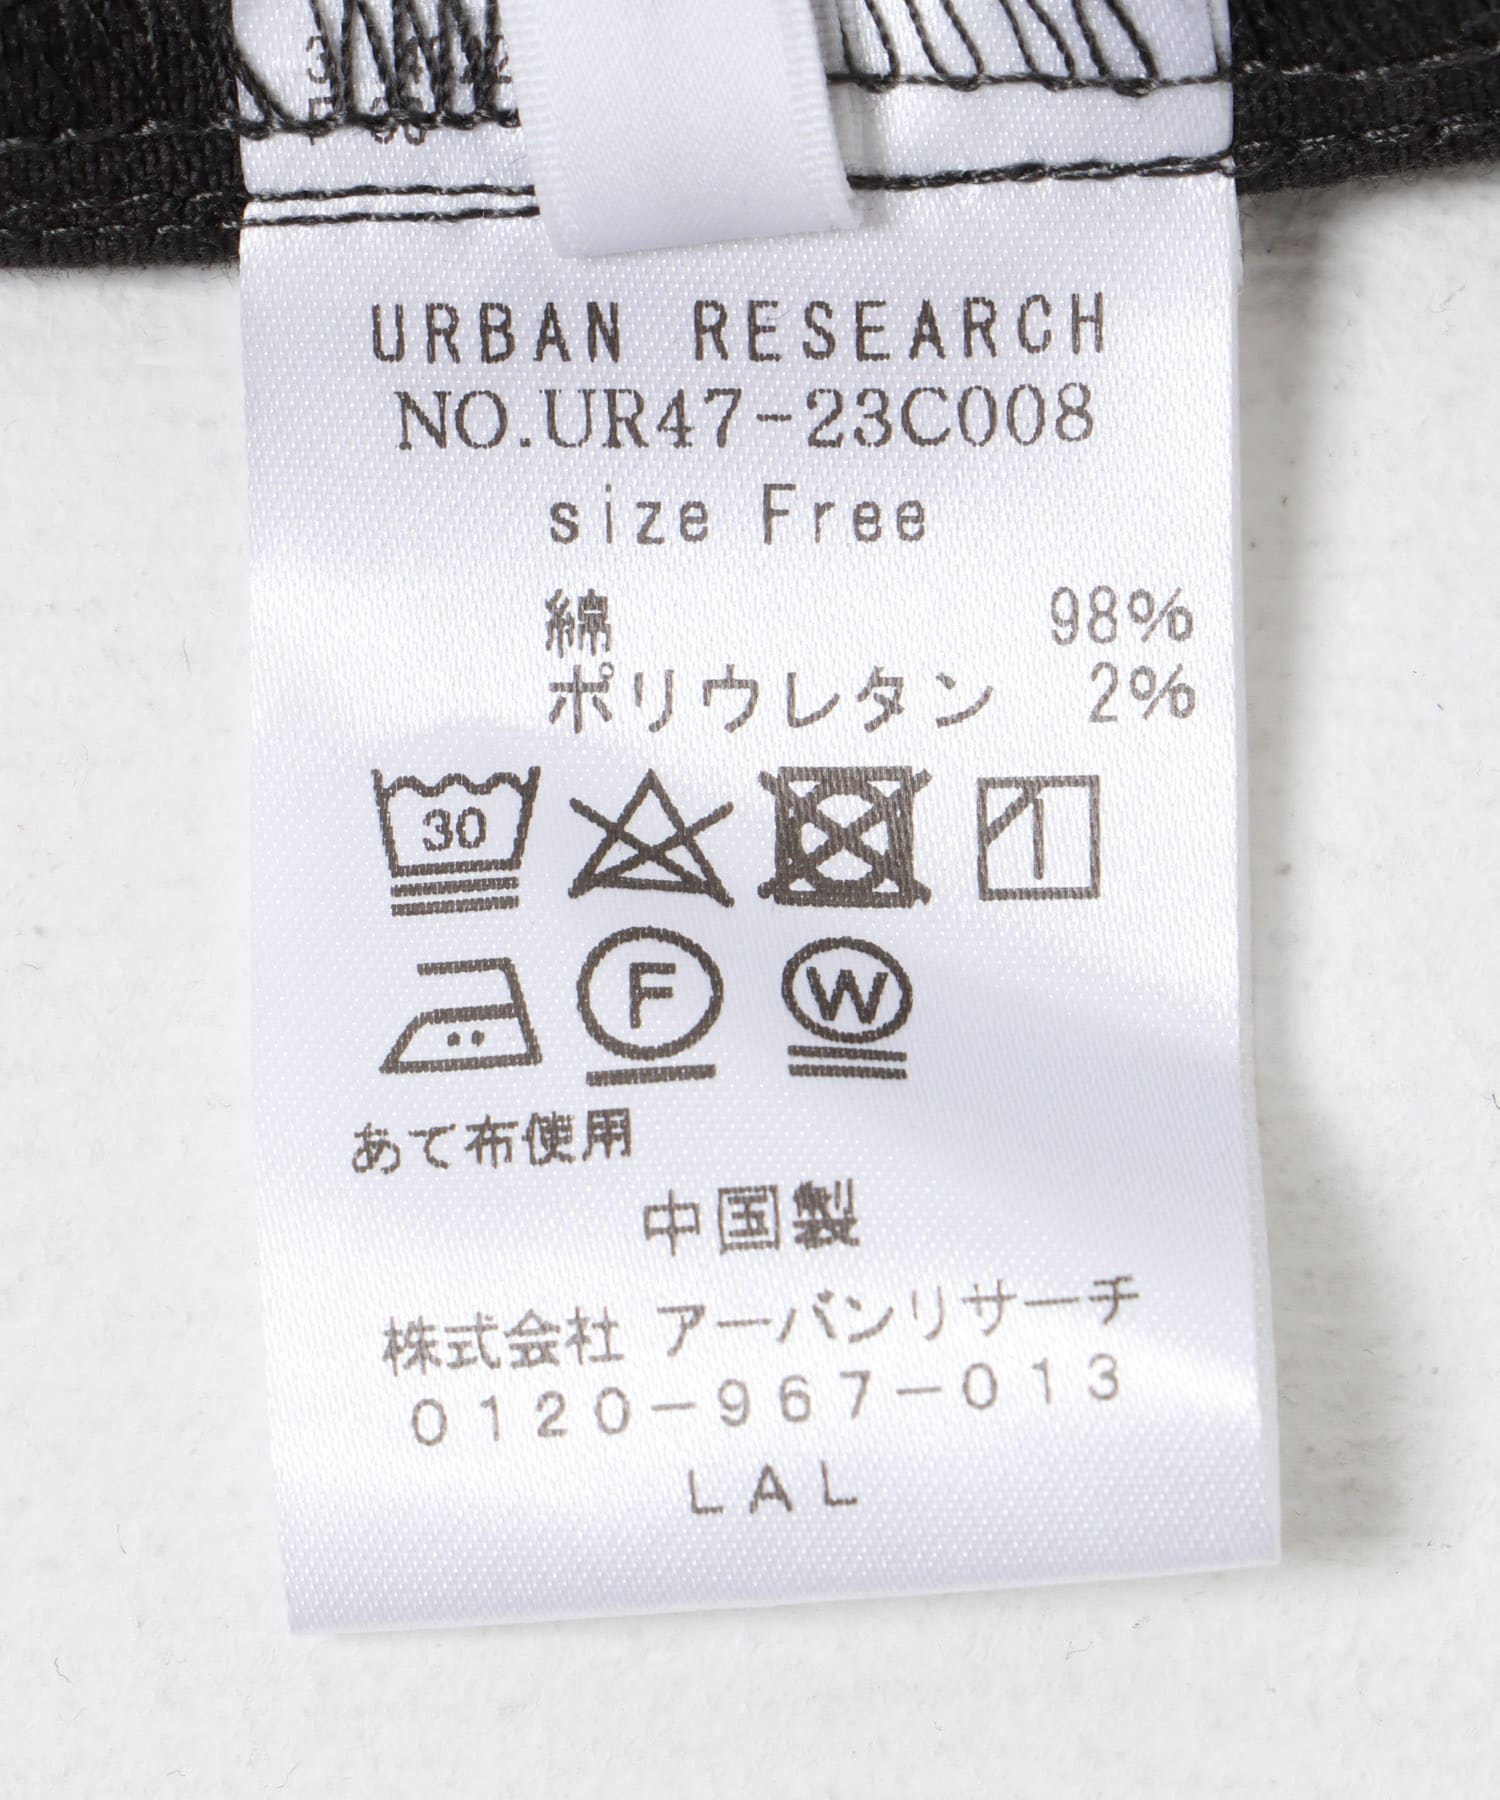 URBAN RESEARCH
NO.UR47-23C008
size Free
綿 98%
ポリウレタン 2%
30
F W
あて布使用
中国製
株式会社 アーバンリサーチ
0120-967-013
LAL